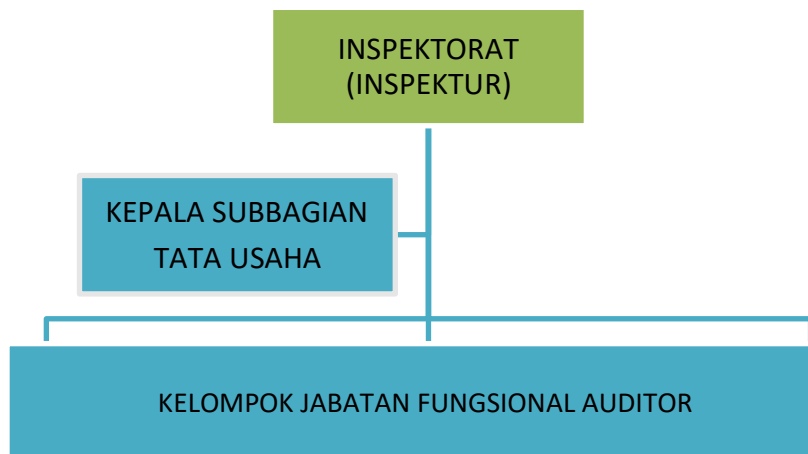 INSPEKTORAT
(INSPEKTUR)
KEPALA SUBBAGIAN
TATA USAHA
KELOMPOK JABATAN FUNGSIONAL AUDITOR